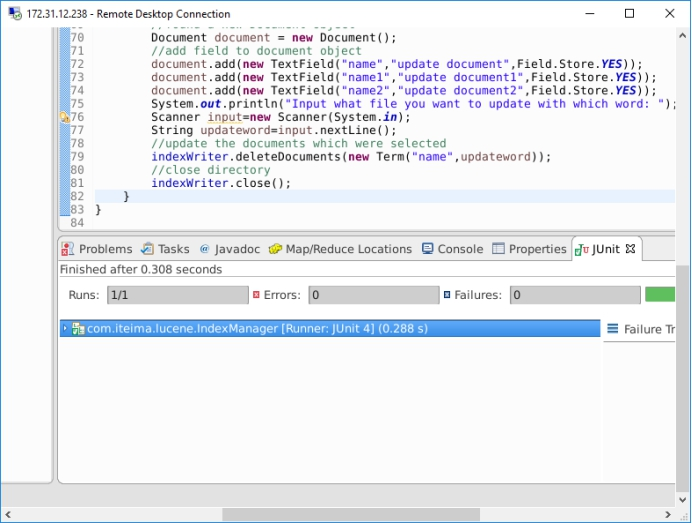 172.31.12.238 - Remote Desktop Connection
70 Document document = new Document();
71 //add field to document object
72 document.add(new TextField("name","update document",Field.Store.YES));
73 document.add(new TextField("name1","update document1",Field.Store.YES));
74 document.add(new TextField("name2","update document2",Field.Store.YES));
75 System.out.println("Input what file you want to update with which word: ");
76 Scanner input=new Scanner(System.in);
77 String updateword=input.nextLine();
78 //update the documents which were selected
79 indexWriter.deleteDocuments(new Term("name",updateword));
80 //close directory
81 indexWriter.close();
82 }
83 }
84
Problems Tasks Javadoc Map/Reduce Locations Console Properties JUnit
Finished after 0.308 seconds
Runs: 1/1 Errors: 0 Failures: 0
com.iteima.lucene.IndexManager [Runner: JUnit 4] (0.288 s)
Failure Tr